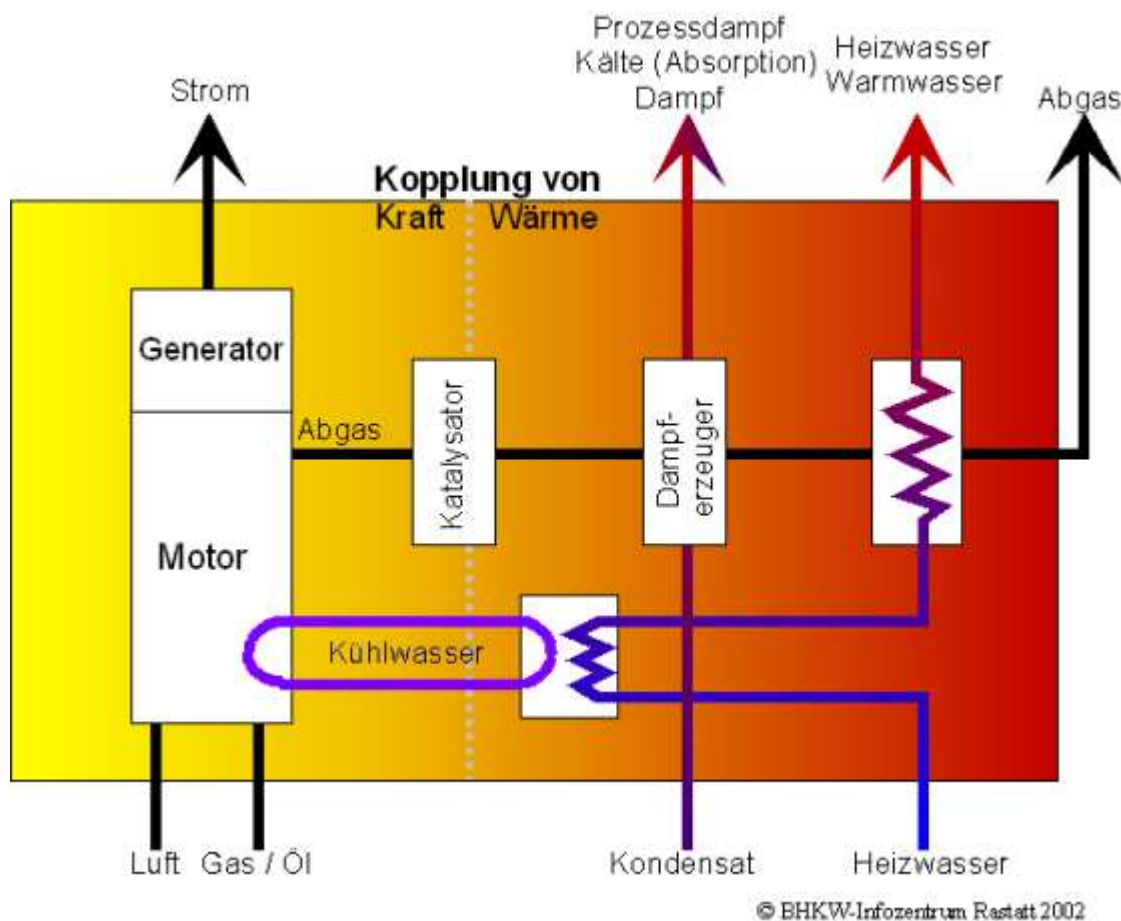 Prozessdampf
Kälte (Absorption)
Dampf
Heizwasser
Warmwasser
Strom
Abgas
Kopplung von
Kraft Wärme
Generator
Abgas
Katalysator
Dampf-
erzeuger
Motor
Kühlwasser
Luft Gas / Öl
Kondensat
Heizwasser
© BHKW-Infozentrum Rastatt 2002